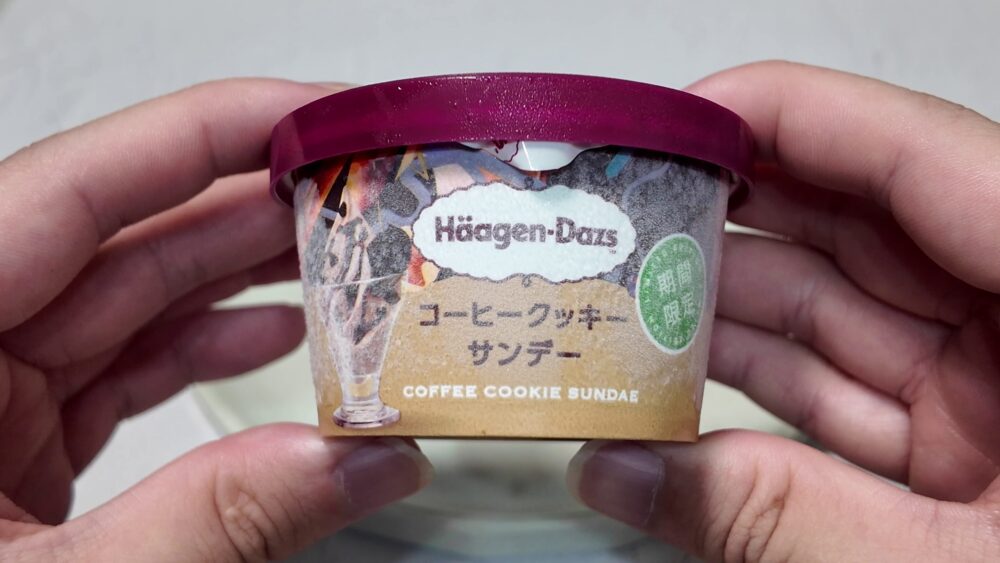 Häagen-Dazs
コーヒークッキー
サンデー
COFFEE COOKIE SUNDAE
期間
限定